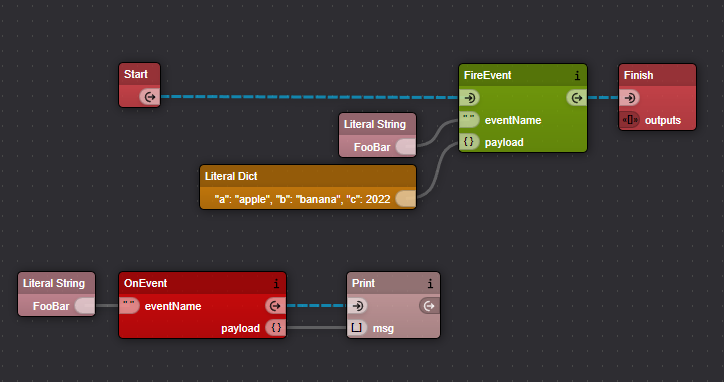 Start
FireEvent i
Finish
Literal String
FooBar
" " eventName
{} payload
«[]» outputs
Literal Dict
"a": "apple", "b": "banana", "c": 2022
Literal String
FooBar
OnEvent i
" " eventName
payload {}
Print i
[] msg